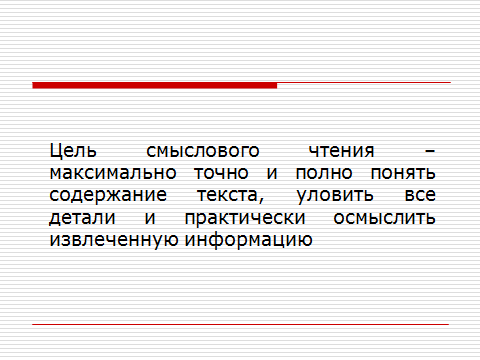 Цель смыслового чтения –
максимально точно и полно понять
содержание текста, уловить все
детали и практически осмыслить
извлеченную информацию